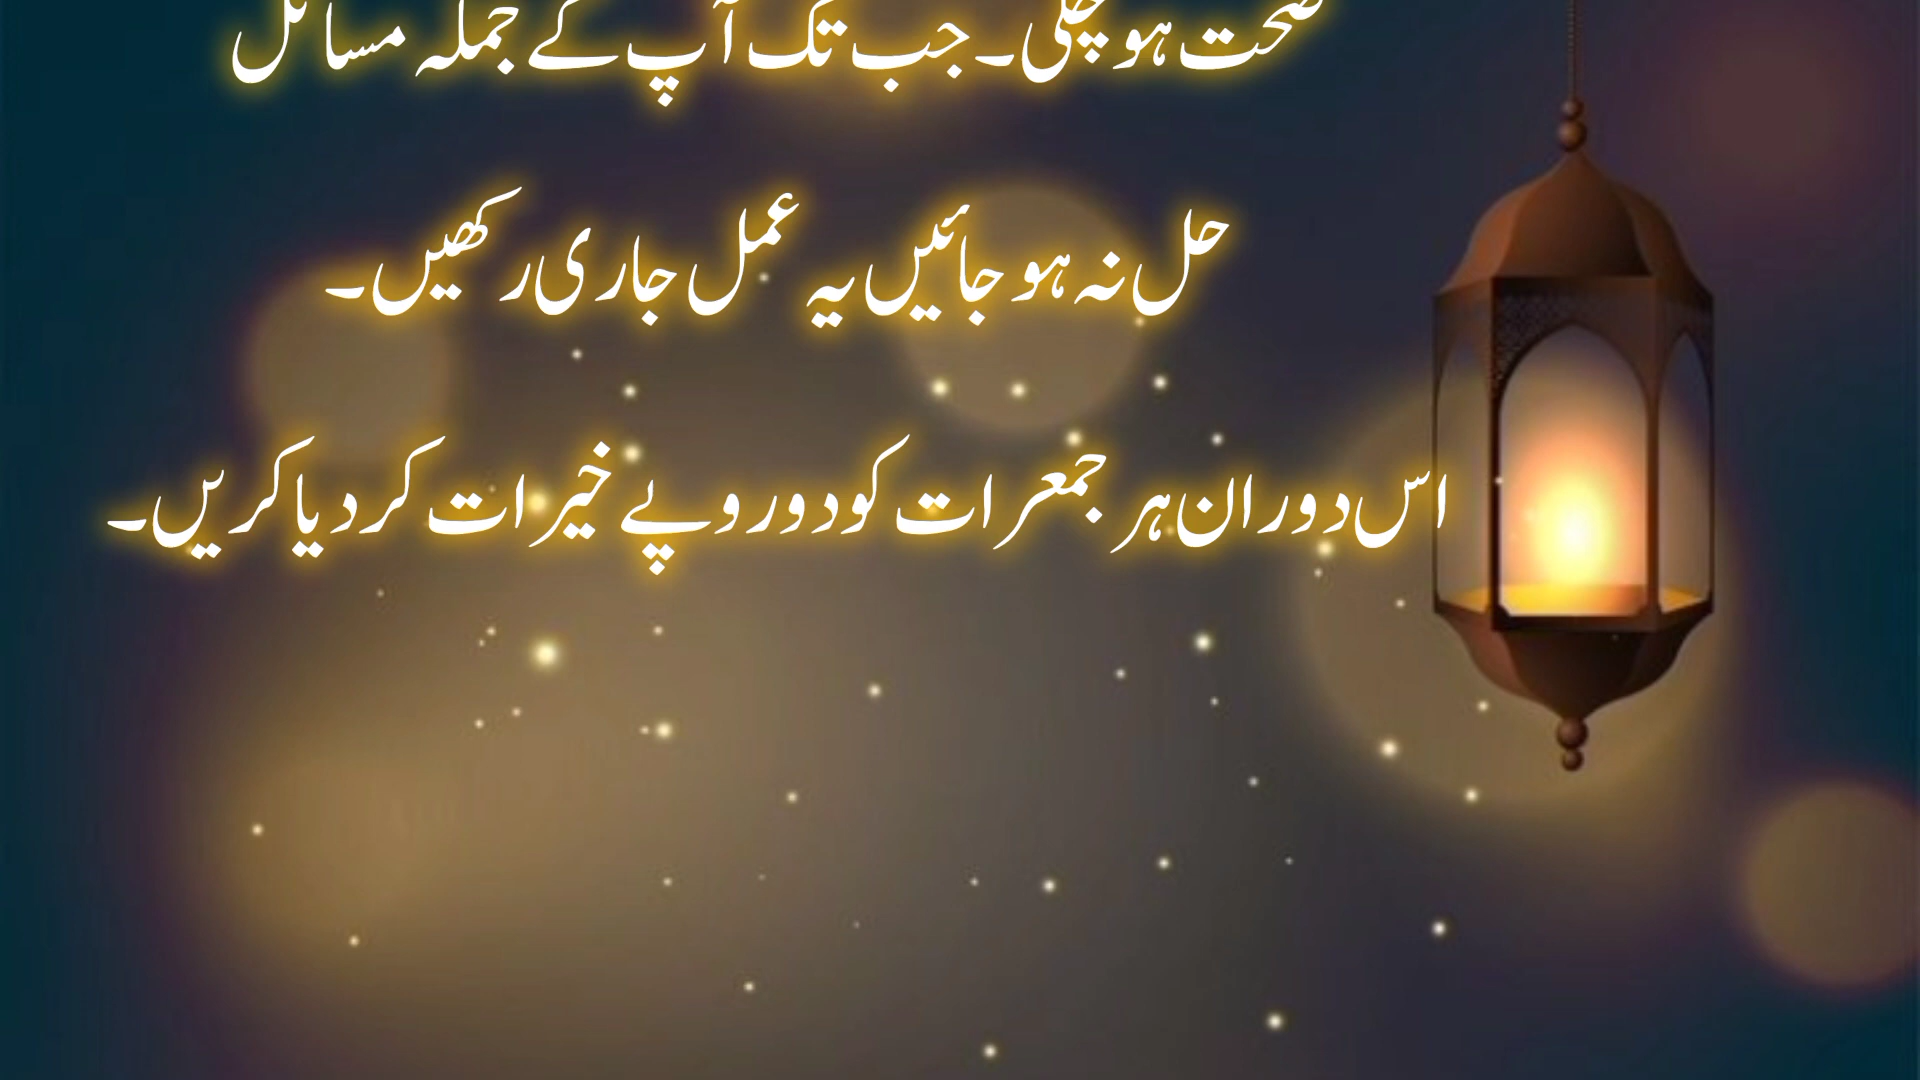 صحت ہو چکی۔ جب تک آپ کے جملہ مسائل
حل نہ ہو جائیں یہ عمل جاری رکھیں۔
اس دوران ہر جمعرات کو دو روپے خیرات کر دیا کریں۔